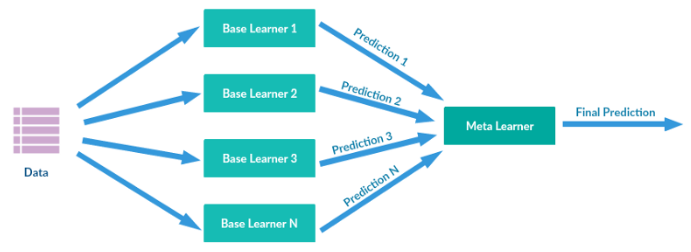 Base Learner 1
Prediction 1
Base Learner 2
Prediction 2
Final Prediction
Meta Learner
Prediction 3
Base Learner 3
Data
Prediction N
Base Learner N